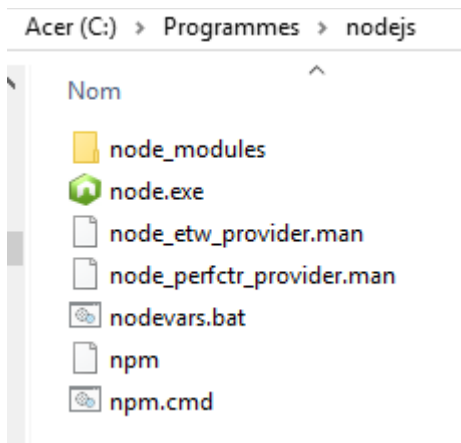 Acer (C:) > Programmes > nodejs
Nom
node_modules
node.exe
node_etw_provider.man
node_perfctr_provider.man
nodevars.bat
npm
npm.cmd